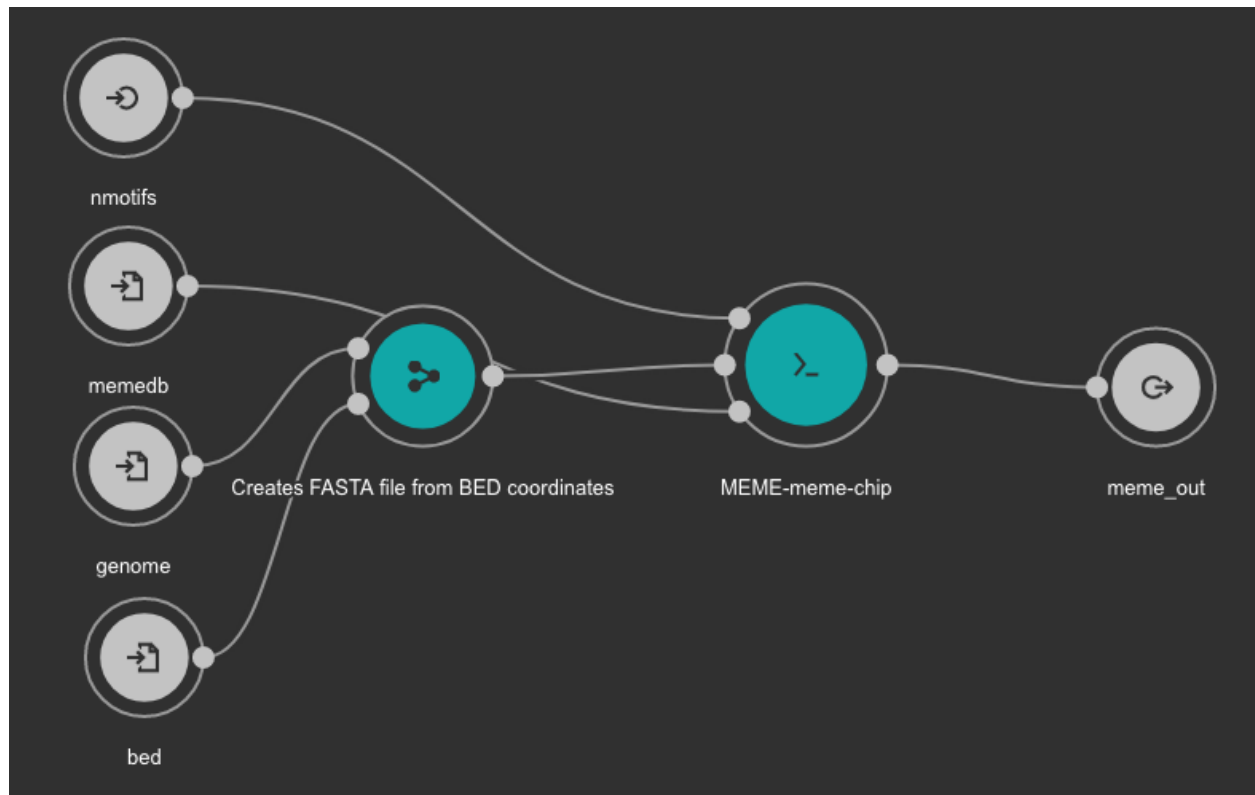 nmotifs
memedb
genome
bed
Creates FASTA file from BED coordinates
MEME-meme-chip
meme_out